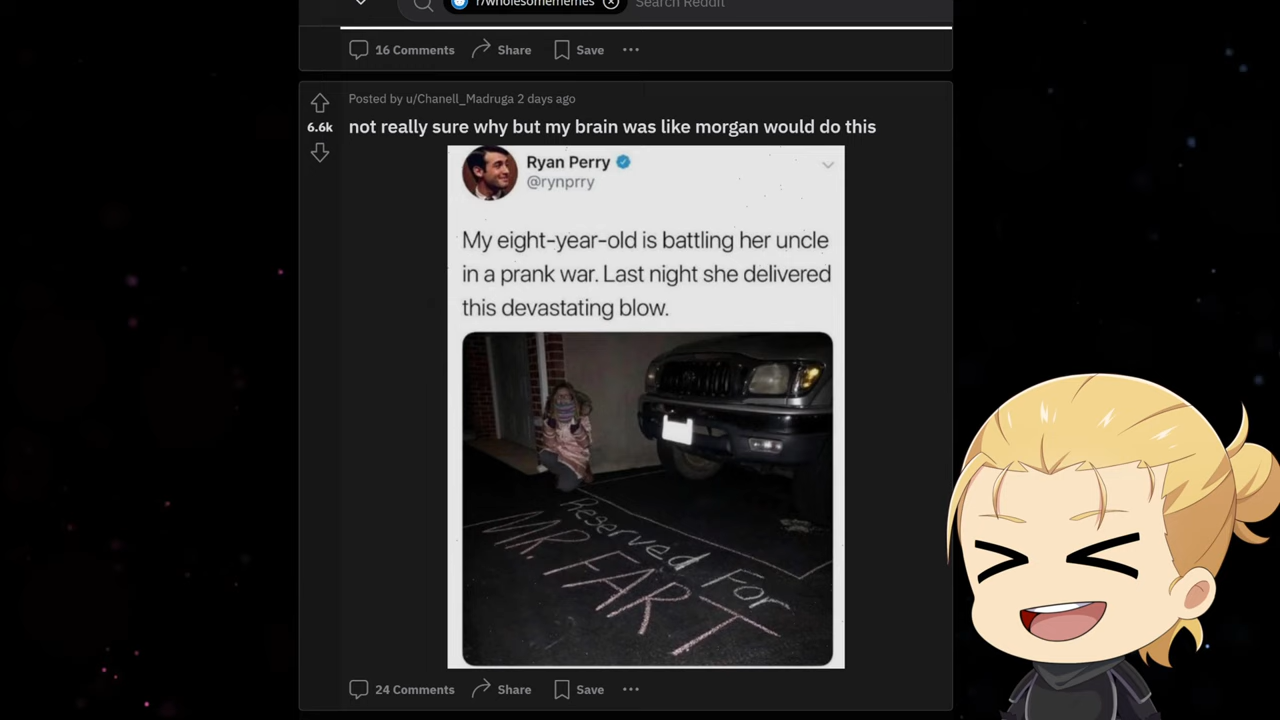 r/wholesomememes
Search Reddit
16 Comments Share Save
Posted by u/Chanell_Madruga 2 days ago
6.6k
not really sure why but my brain was like morgan would do this
Ryan Perry
@rynprry
My eight-year-old is battling her uncle
in a prank war. Last night she delivered
this devastating blow.
Reserved For
MR. FART
24 Comments Share Save